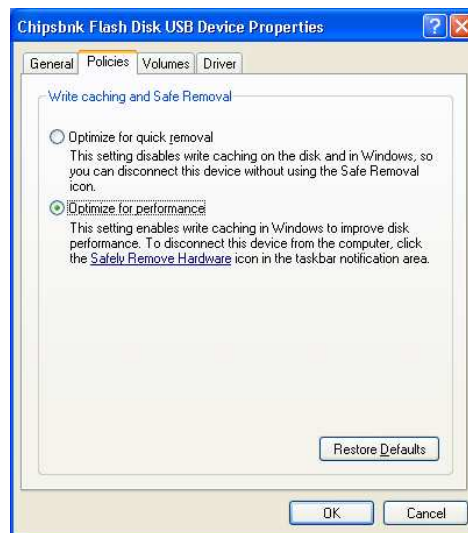 Chipsbnk Flash Disk USB Device Properties
General Policies Volumes Driver
Write caching and Safe Removal
Optimize for quick removal
This setting disables write caching on the disk and in Windows, so
you can disconnect this device without using the Safe Removal
icon.
Optimize for performance
This setting enables write caching in Windows to improve disk
performance. To disconnect this device from the computer, click
the Safely Remove Hardware icon in the taskbar notification area.
Restore Defaults
OK Cancel